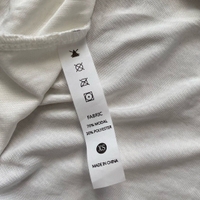 FABRIC
70% MODAL
30% POLYESTER
XS
MADE IN CHINA